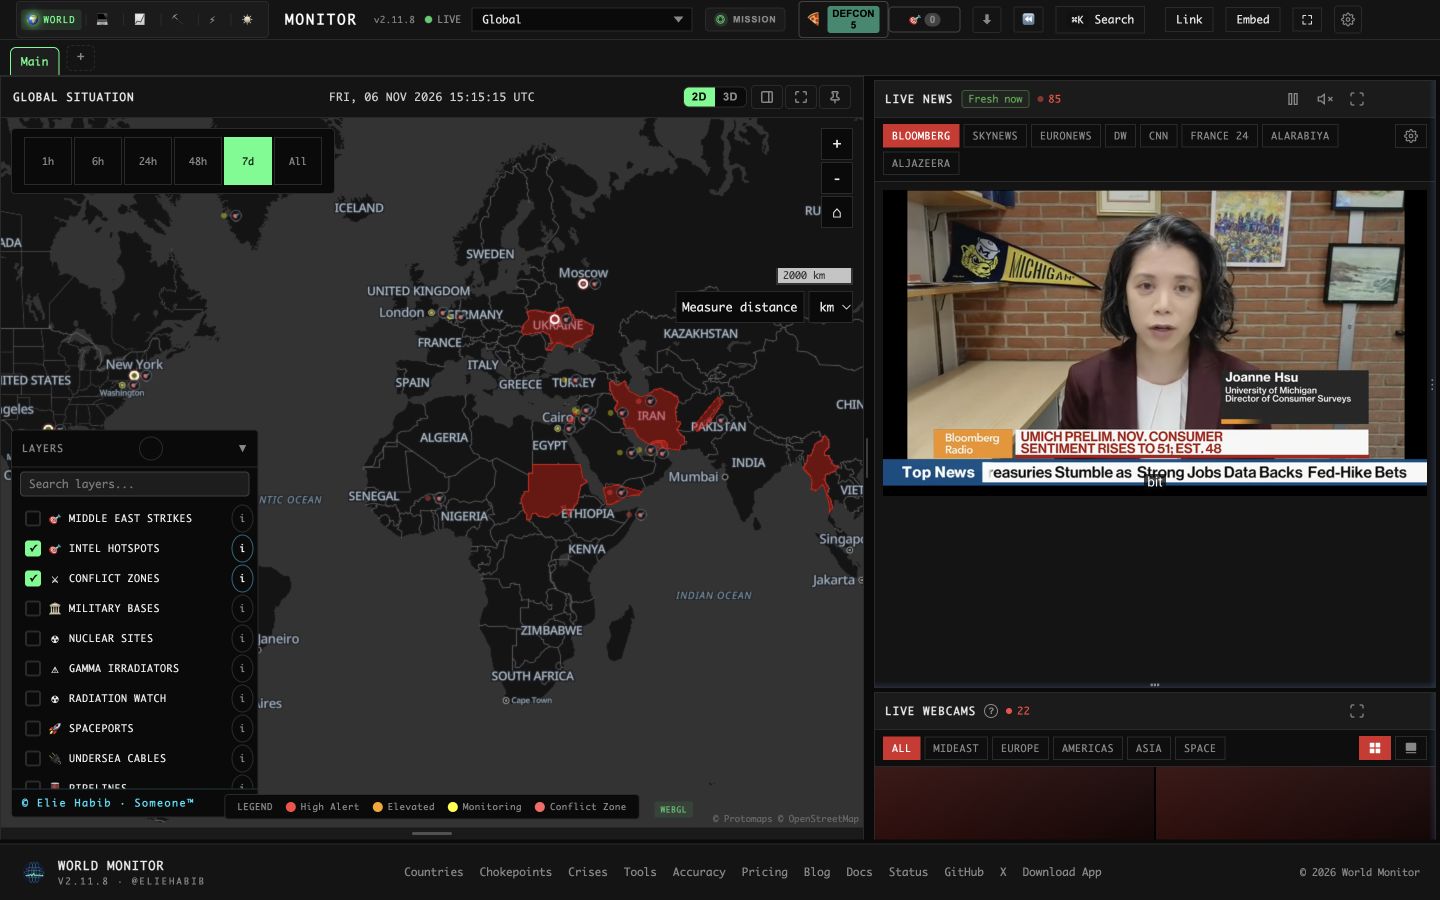 WORLD
MONITOR v2.11.8 LIVE
Global
MISSION
DEFCON
5
0
⌘K Search
Link
Embed
Main
+
GLOBAL SITUATION
FRI, 06 NOV 2026 15:15:15 UTC
2D 3D
1h 6h 24h 48h 7d All
+
-
2000 km
Measure distance
km
ICELAND
RU
ADA
SWEDEN
Moscow
UNITED KINGDOM
London
GERMANY
UKRAINE
KAZAKHSTAN
FRANCE
New York
ITALY
ITED STATES
SPAIN
GREECE
TURKEY
Washington
geles
Cairo
IRAN
CHIN
ALGERIA
EGYPT
PAKISTAN
INDIA
Mumbai
NTIC OCEAN
SENEGAL
NIGERIA
ETHIOPIA
VIET
KENYA
Singapo
Jakarta
INDIAN OCEAN
ZIMBABWE
Janeiro
SOUTH AFRICA
Cape Town
Aires
LAYERS
Search layers...
MIDDLE EAST STRIKES i
INTEL HOTSPOTS i
CONFLICT ZONES i
MILITARY BASES i
NUCLEAR SITES i
GAMMA IRRADIATORS i
RADIATION WATCH i
SPACEPORTS i
UNDERSEA CABLES i
PIPELINES i
© Elie Habib · Someone™
LEGEND High Alert Elevated Monitoring Conflict Zone
WEBGL
© Protomaps © OpenStreetMap
LIVE NEWS Fresh now 85
BLOOMBERG SKYNEWS EURONEWS DW CNN FRANCE 24 ALARABIYA
ALJAZEERA
MICHIGAN
Joanne Hsu
University of Michigan
Director of Consumer Surveys
Bloomberg
Radio
UMICH PRELIM. NOV. CONSUMER
SENTIMENT RISES TO 51; EST. 48
Top News
easuries Stumble as Strong Jobs Data Backs Fed-Hike Bets
bit
LIVE WEBCAMS ? 22
ALL MIDEAST EUROPE AMERICAS ASIA SPACE
WORLD MONITOR
V2.11.8 · @ELIEHABIB
Countries Chokepoints Crises Tools Accuracy Pricing Blog Docs Status GitHub X Download App
© 2026 World Monitor